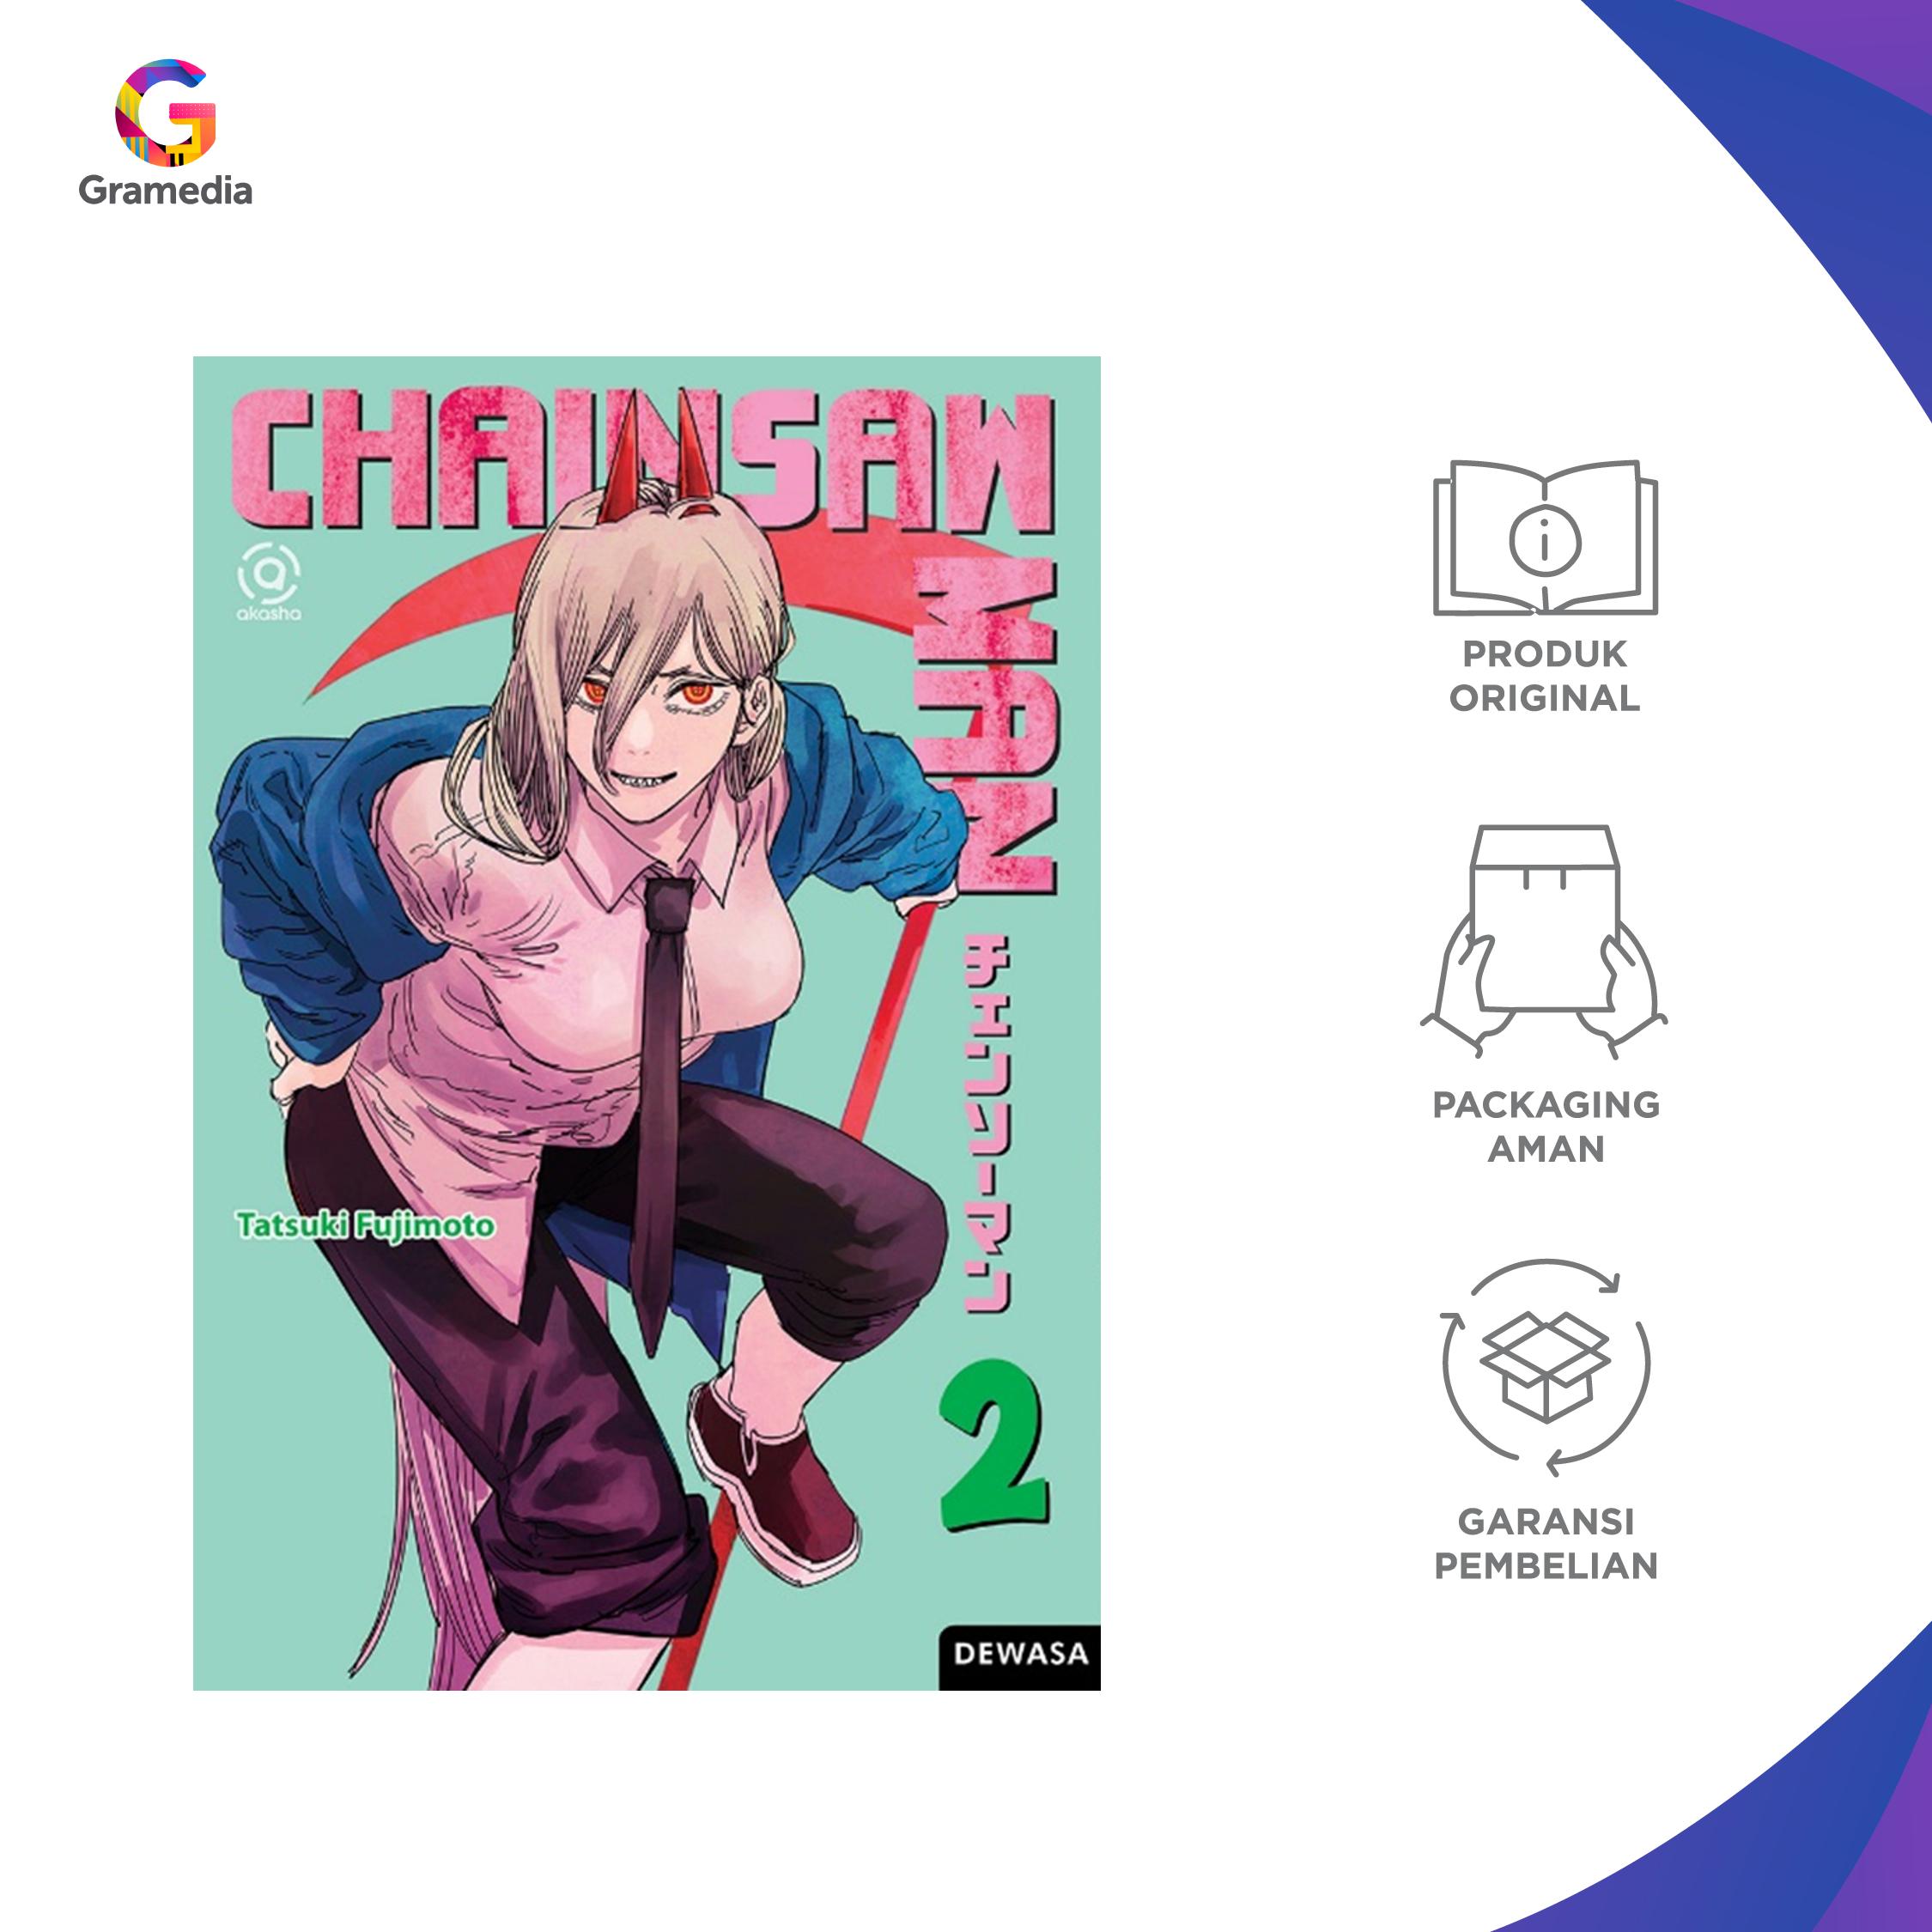 Gramedia
CHAINSAW
MAN
akasha
チェンソーマン
Tatsuki Fujimoto
2
DEWASA
PRODUK
ORIGINAL
PACKAGING
AMAN
GARANSI
PEMBELIAN